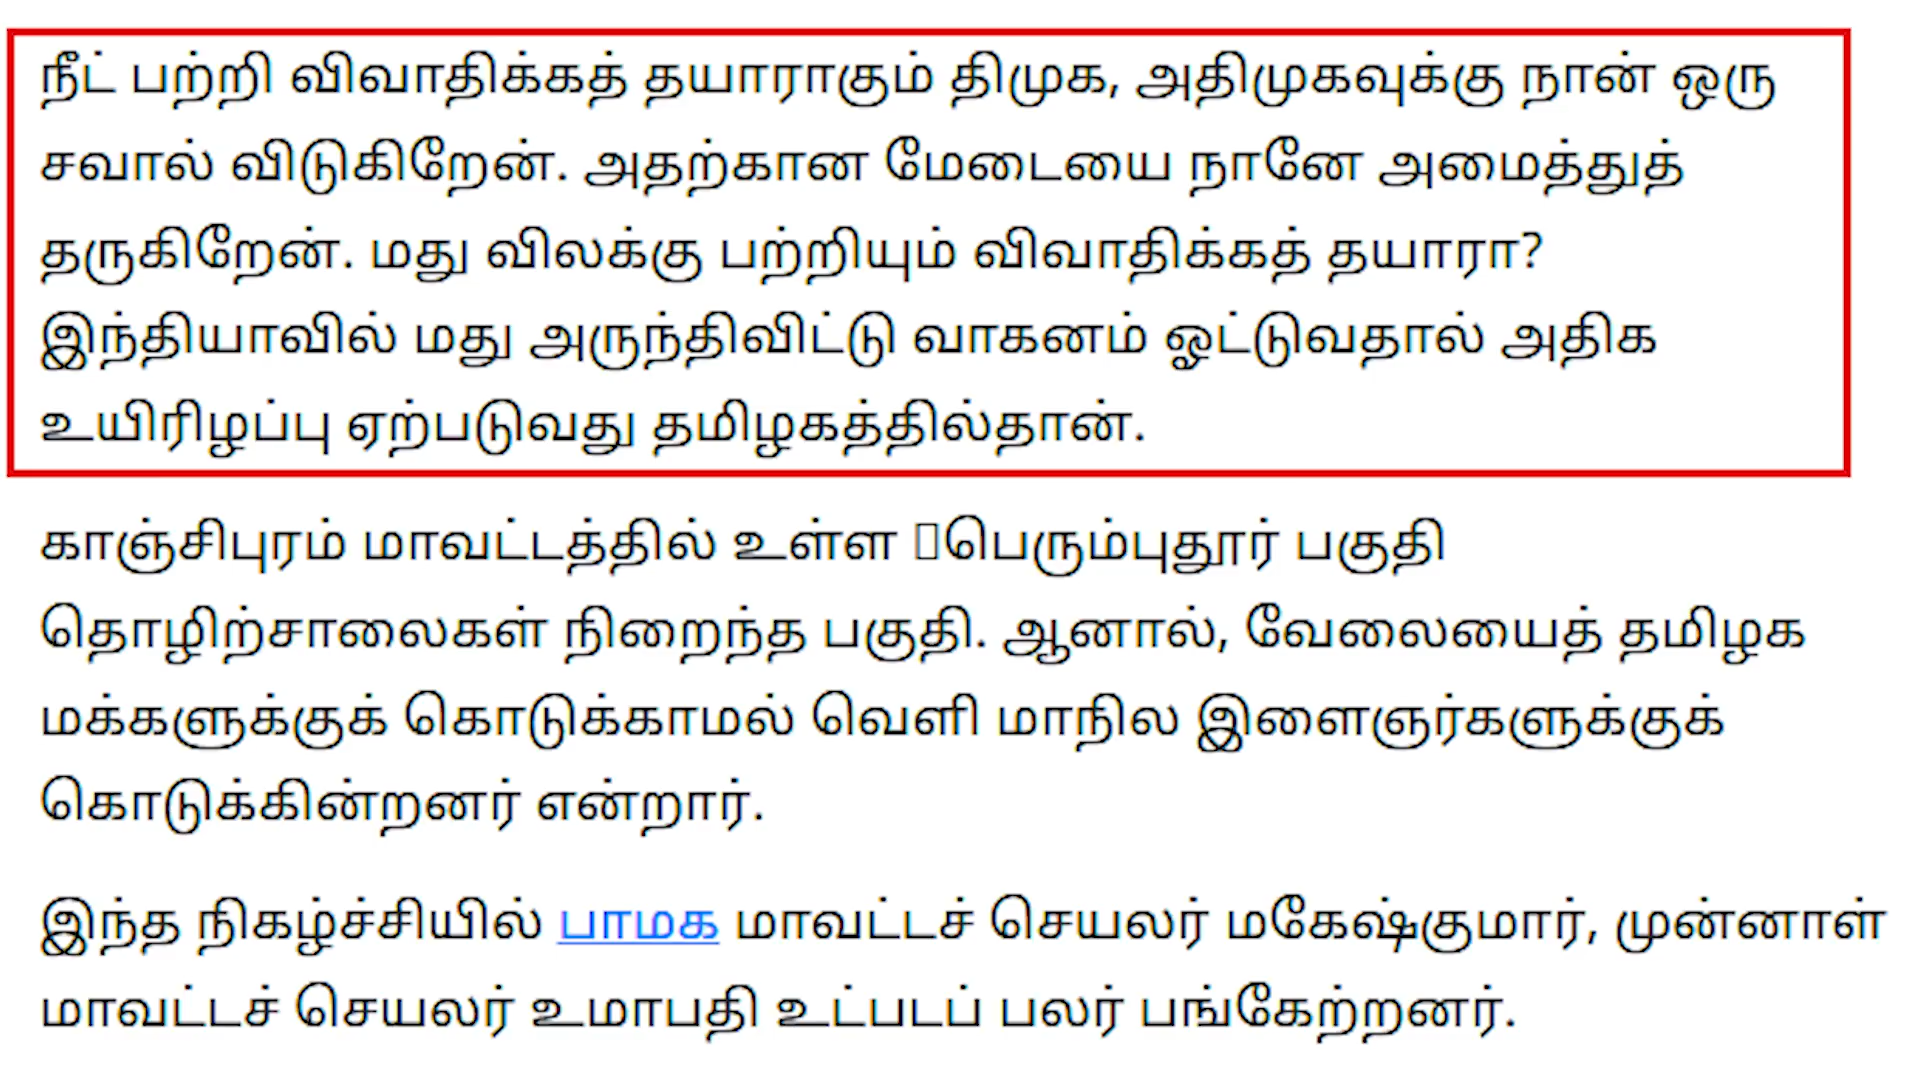 நீட் பற்றி விவாதிக்கத் தயாராகும் திமுக, அதிமுகவுக்கு நான் ஒரு
சவால் விடுகிறேன். அதற்கான மேடையை நானே அமைத்துத்
தருகிறேன். மது விலக்கு பற்றியும் விவாதிக்கத் தயாரா?
இந்தியாவில் மது அருந்திவிட்டு வாகனம் ஓட்டுவதால் அதிக
உயிரிழப்பு ஏற்படுவது தமிழகத்தில்தான்.
காஞ்சிபுரம் மாவட்டத்தில் உள்ள பெரும்புதூர் பகுதி
தொழிற்சாலைகள் நிறைந்த பகுதி. ஆனால், வேலையைத் தமிழக
மக்களுக்குக் கொடுக்காமல் வெளி மாநில இளைஞர்களுக்குக்
கொடுக்கின்றனர் என்றார்.
இந்த நிகழ்ச்சியில் பாமக மாவட்டச் செயலர் மகேஷ்குமார், முன்னாள்
மாவட்டச் செயலர் உமாபதி உட்படப் பலர் பங்கேற்றனர்.